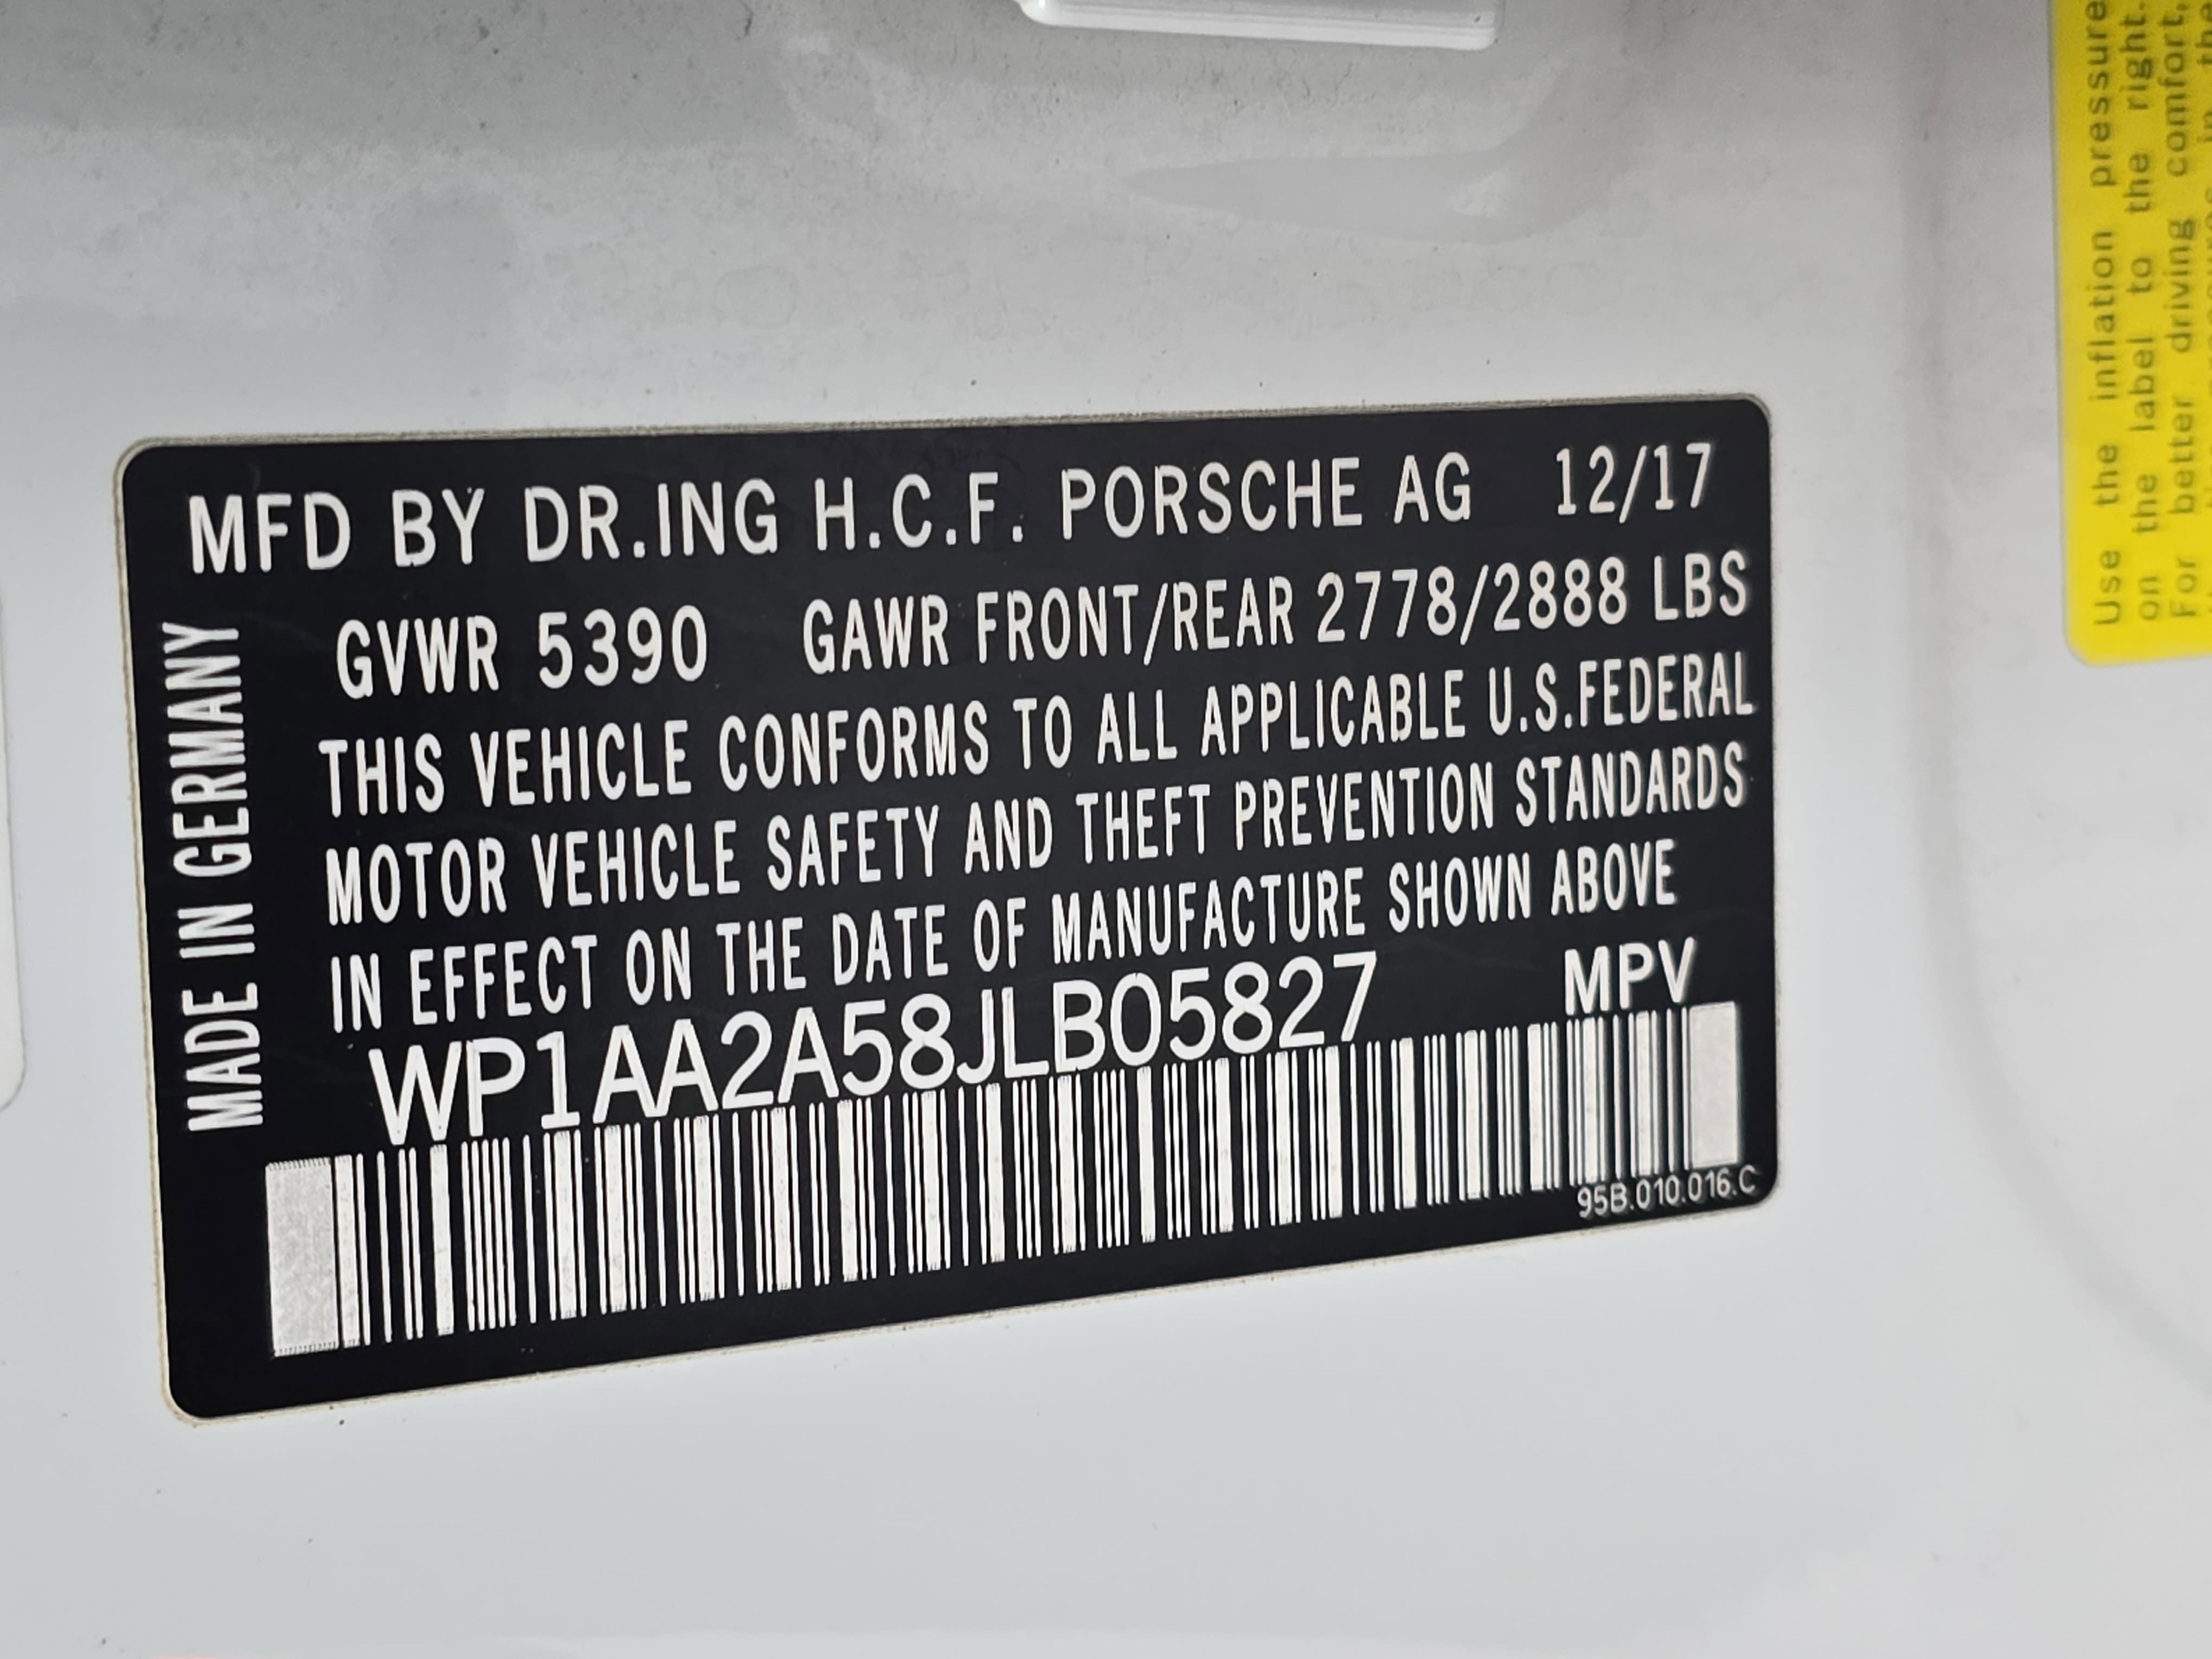 MFD BY DR.ING H.C.F. PORSCHE AG 12/17
GVWR 5390 GAWR FRONT/REAR 2778/2888 LBS
THIS VEHICLE CONFORMS TO ALL APPLICABLE U.S.FEDERAL
MOTOR VEHICLE SAFETY AND THEFT PREVENTION STANDARDS
IN EFFECT ON THE DATE OF MANUFACTURE SHOWN ABOVE
WP1AA2A58JLB05827 MPV
95B.010.016.C
MADE IN GERMANY
Use the inflation pressure
on the label to the right.
For better driving comfort,
in the